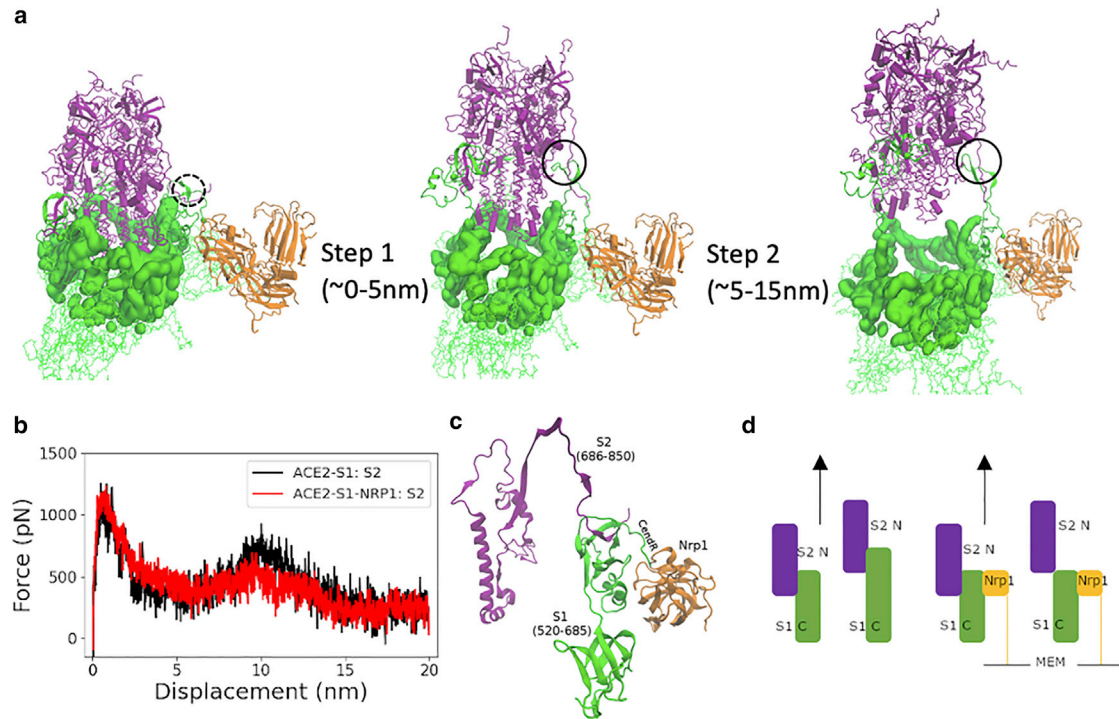 a
Step 1
(~0-5nm)
Step 2
(~5-15nm)
b
1500
1000
500
0
Force (pN)
ACE2-S1: S2
ACE2-S1-NRP1: S2
0 5 10 15 20
Displacement (nm)
c
S2
(686-850)
CendR
Nrp1
S1
(520-685)
d
S2 N
S1 C
S2 N
S1 C
S2 N
Nrp1
S1 C
S2 N
Nrp1
S1 C
MEM